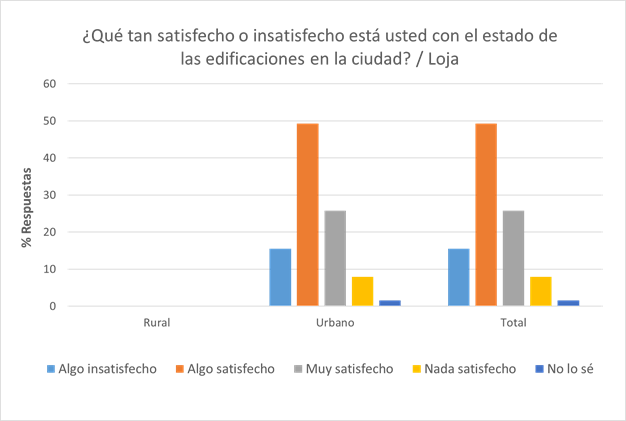 ¿Qué tan satisfecho o insatisfecho está usted con el estado de
las edificaciones en la ciudad? / Loja
60
50
40
30
20
10
0
% Respuestas
Rural Urbano Total
Algo insatisfecho Algo satisfecho Muy satisfecho Nada satisfecho No lo sé